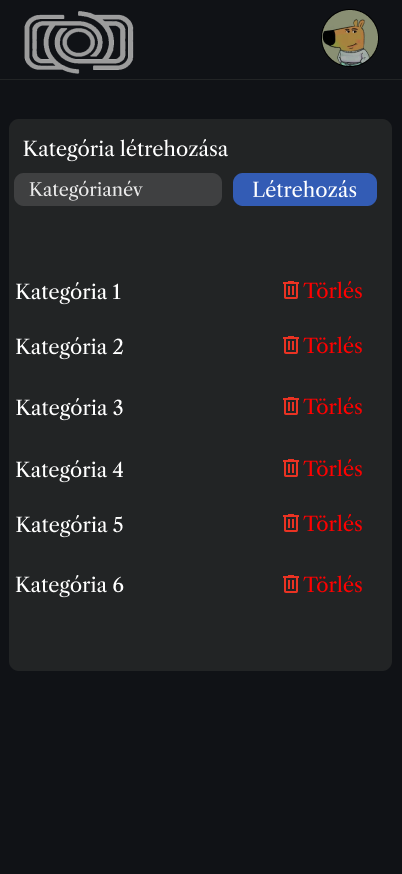 Kategória létrehozása
Kategórianév Létrehozás
Kategória 1 Törlés
Kategória 2 Törlés
Kategória 3 Törlés
Kategória 4 Törlés
Kategória 5 Törlés
Kategória 6 Törlés